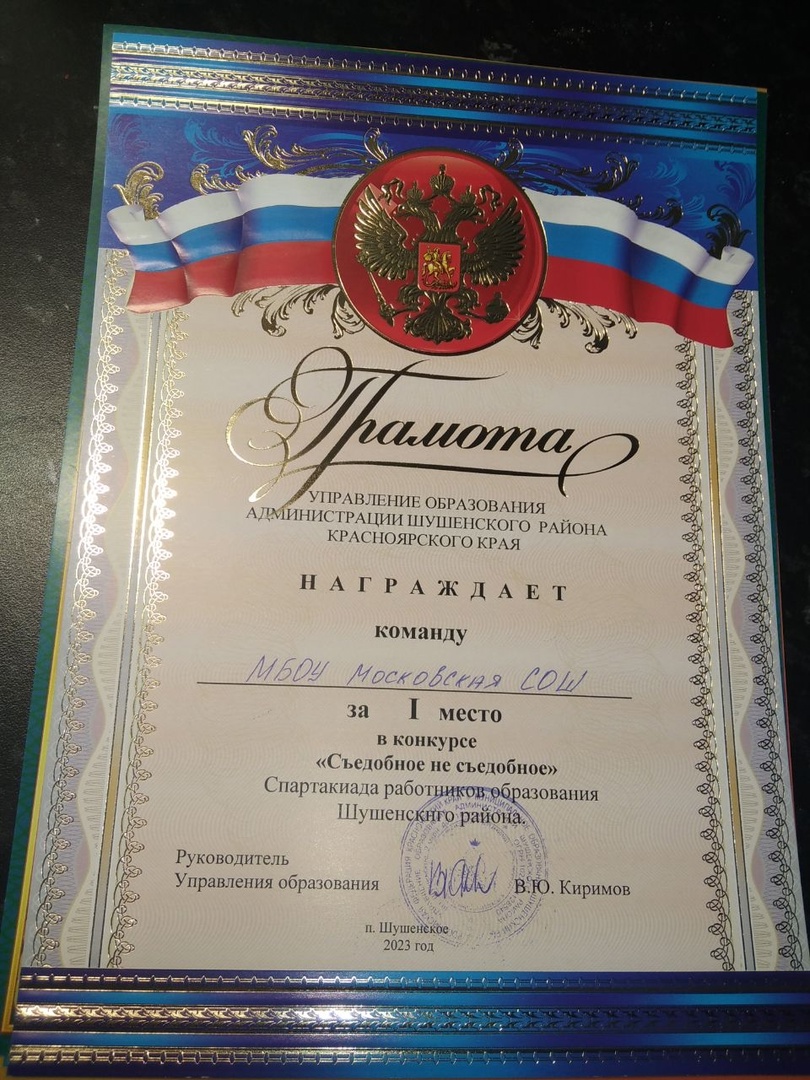 Грамота
УПРАВЛЕНИЕ ОБРАЗОВАНИЯ
АДМИНИСТРАЦИИ ШУШЕНСКОГО РАЙОНА
КРАСНОЯРСКОГО КРАЯ
НАГРАЖДАЕТ
команду
МБОУ Московская СОШ
за I место
в конкурсе
«Съедобное не съедобное»
Спартакиада работников образования
Шушенскнго района.
Руководитель
Управления образования В.Ю. Киримов
п. Шушенское
2023 год